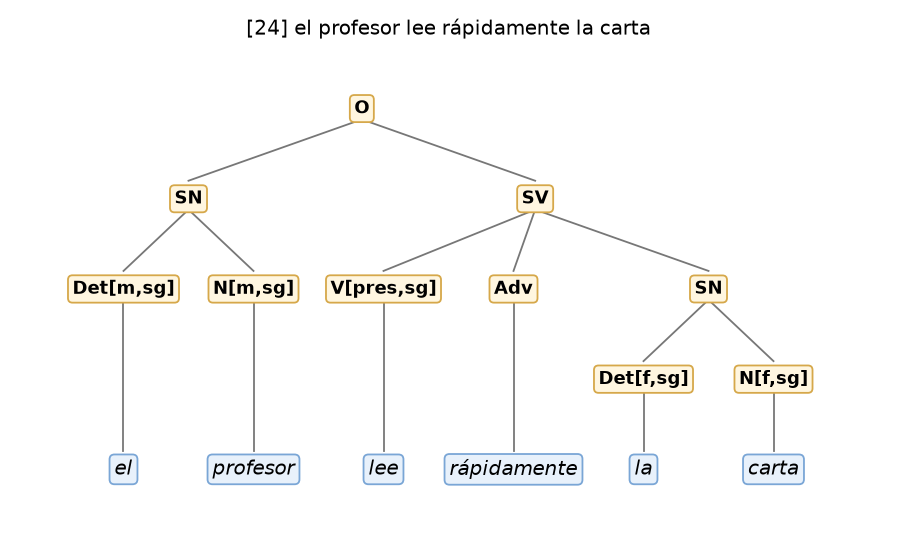 [24] el profesor lee rápidamente la carta
O
SN SV
Det[m,sg] N[m,sg] V[pres,sg] Adv SN
Det[f,sg] N[f,sg]
el profesor lee rápidamente la carta